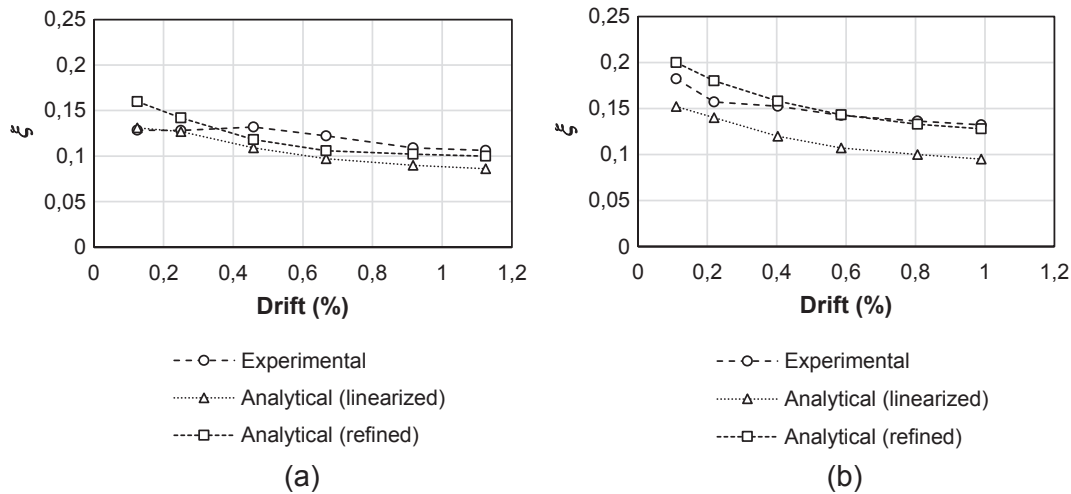 0,25
0,2
0,15
0,1
0,05
0
ξ
0 0,2 0,4 0,6 0,8 1 1,2
Drift (%)
Experimental
Analytical (linearized)
Analytical (refined)
(a)
0,25
0,2
0,15
0,1
0,05
0
ξ
0 0,2 0,4 0,6 0,8 1 1,2
Drift (%)
Experimental
Analytical (linearized)
Analytical (refined)
(b)